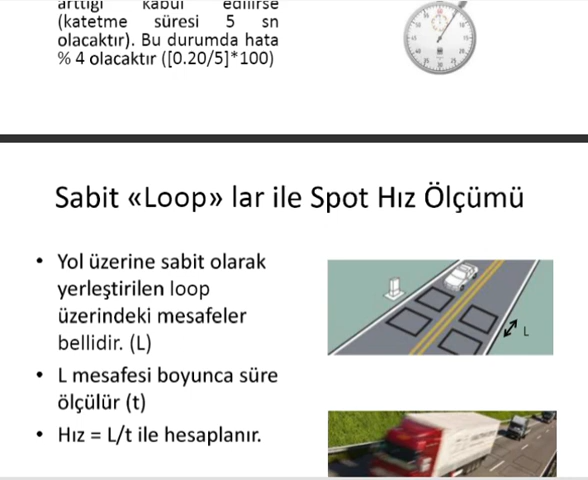 arttığı kabul edilirse
(katetme süresi 5 sn
olacaktır). Bu durumda hata
% 4 olacaktır ([0.20/5]*100)
Sabit «Loop» lar ile Spot Hız Ölçümü
• Yol üzerine sabit olarak
yerleştirilen loop
üzerindeki mesafeler
bellidir. (L)
L
• L mesafesi boyunca süre
ölçülür (t)
• Hız = L/t ile hesaplanır.